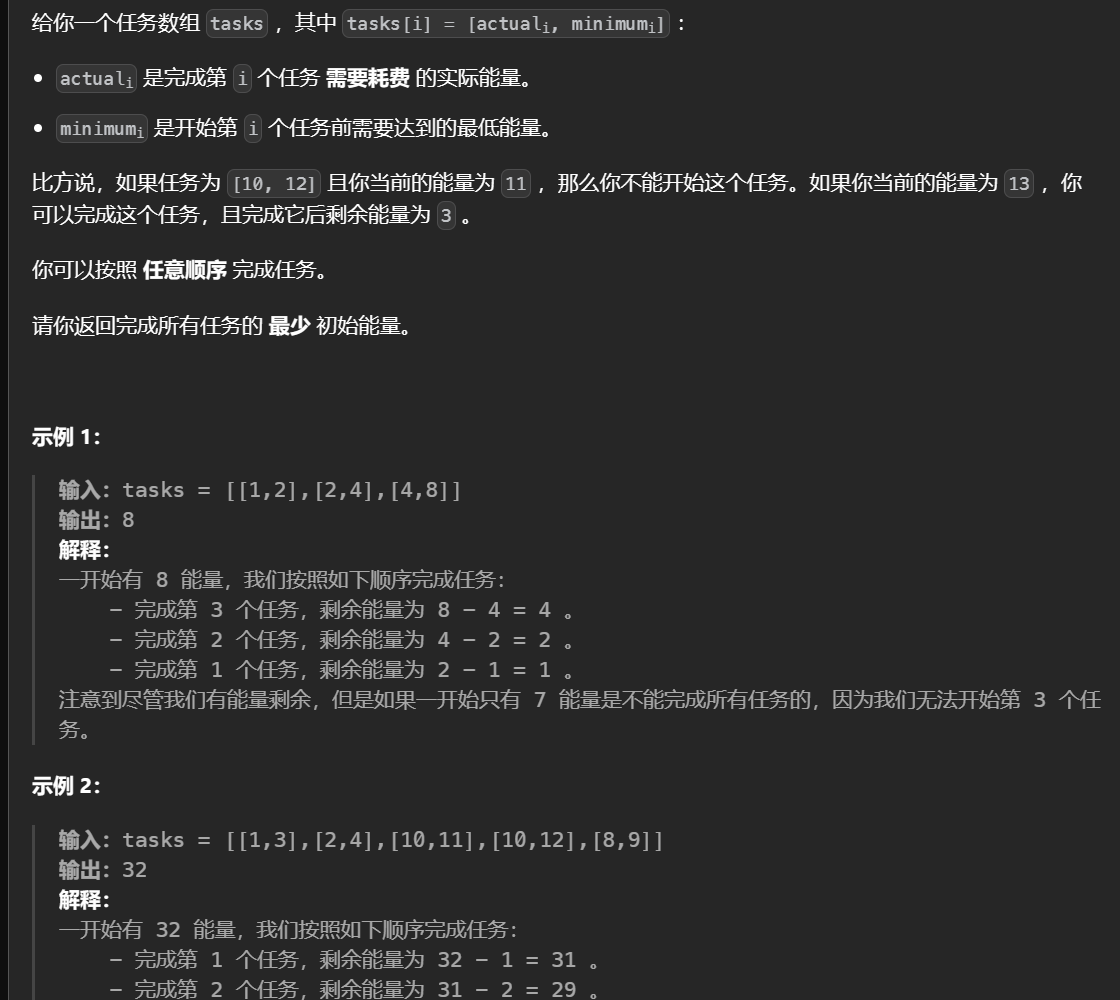 给你一个任务数组 tasks ，其中 tasks[i] = [actualᵢ, minimumᵢ] ：
• actualᵢ 是完成第 i 个任务 需要耗费 的实际能量。
• minimumᵢ 是开始第 i 个任务前需要达到的最低能量。
比方说，如果任务为 [10, 12] 且你当前的能量为 11 ，那么你不能开始这个任务。如果你当前的能量为 13 ，你
可以完成这个任务，且完成它后剩余能量为 3 。
你可以按照 任意顺序 完成任务。
请你返回完成所有任务的 最少 初始能量。
示例 1：
输入：tasks = [[1,2],[2,4],[4,8]]
输出：8
解释：
一开始有 8 能量，我们按照如下顺序完成任务：
- 完成第 3 个任务，剩余能量为 8 - 4 = 4 。
- 完成第 2 个任务，剩余能量为 4 - 2 = 2 。
- 完成第 1 个任务，剩余能量为 2 - 1 = 1 。
注意到尽管我们有能量剩余，但是如果一开始只有 7 能量是不能完成所有任务的，因为我们无法开始第 3 个任
务。
示例 2：
输入：tasks = [[1,3],[2,4],[10,11],[10,12],[8,9]]
输出：32
解释：
一开始有 32 能量，我们按照如下顺序完成任务：
- 完成第 1 个任务，剩余能量为 32 - 1 = 31 。
- 完成第 2 个任务，剩余能量为 31 - 2 = 29 。